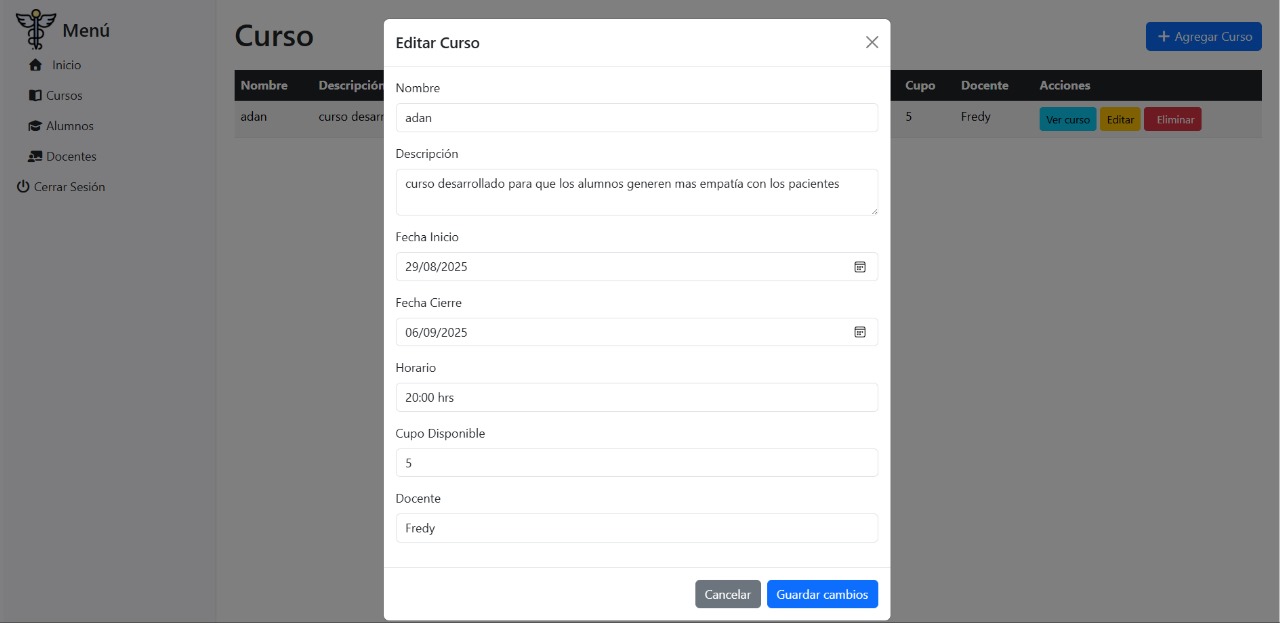 Menú
Inicio
Cursos
Alumnos
Docentes
Cerrar Sesión
Curso
Agregar Curso
Nombre Descripción Cupo Docente Acciones
adan curso desarr 5 Fredy Ver curso Editar Eliminar
Editar Curso
Nombre
adan
Descripción
curso desarrollado para que los alumnos generen mas empatía con los pacientes
Fecha Inicio
29/08/2025
Fecha Cierre
06/09/2025
Horario
20:00 hrs
Cupo Disponible
5
Docente
Fredy
Cancelar Guardar cambios